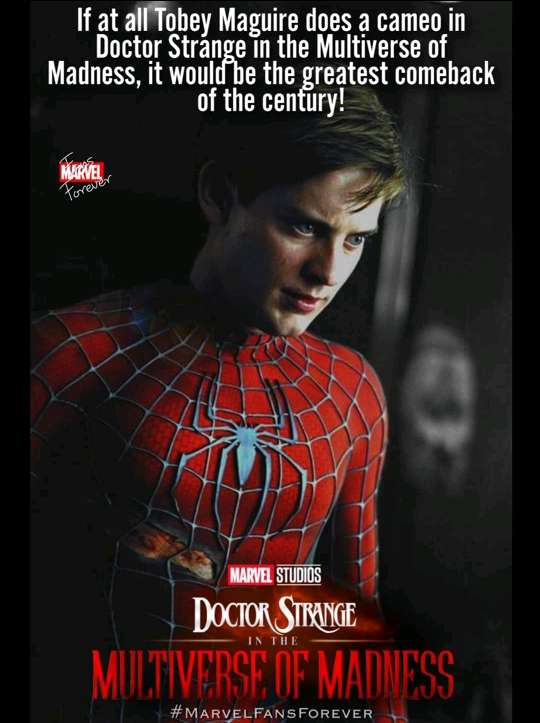 If at all Tobey Maguire does a cameo in
Doctor Strange in the Multiverse of
Madness, it would be the greatest comeback
of the century!
Fans
MARVEL
Forever
MARVEL STUDIOS
DOCTOR STRANGE
IN THE
MULTIVERSE OF MADNESS
#MARVELFANSFOREVER